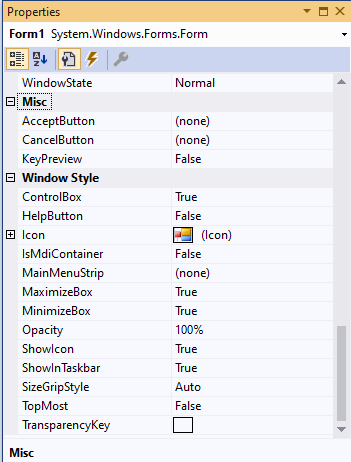 Properties
Form1 System.Windows.Forms.Form
WindowState Normal
Misc
AcceptButton (none)
CancelButton (none)
KeyPreview False
Window Style
ControlBox True
HelpButton False
Icon (Icon)
IsMdiContainer False
MainMenuStrip (none)
MaximizeBox True
MinimizeBox True
Opacity 100%
ShowIcon True
ShowInTaskbar True
SizeGripStyle Auto
TopMost False
TransparencyKey
Misc